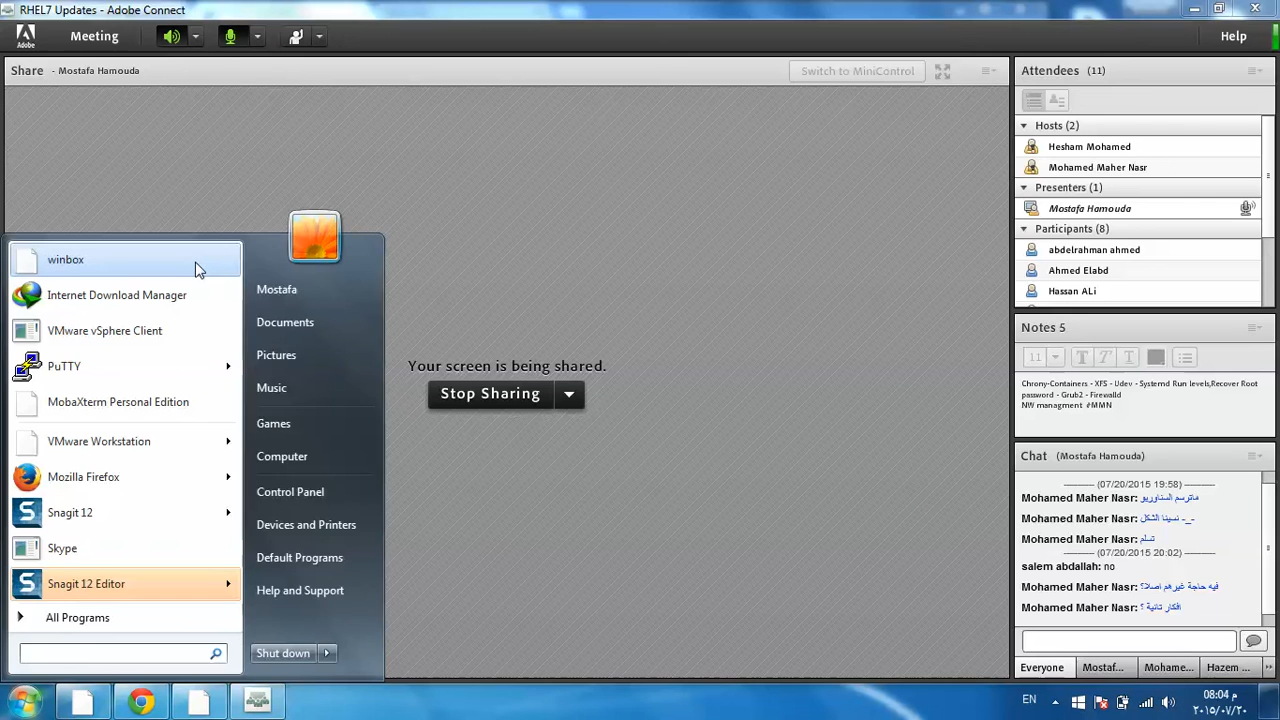 RHEL7 Updates - Adobe Connect
Adobe
Meeting
Help
Share - Mostafa Hamouda
Switch to MiniControl
Attendees (11)
Hosts (2)
Hesham Mohamed
Mohamed Maher Nasr
Presenters (1)
Mostafa Hamouda
Participants (8)
abdelrahman ahmed
Ahmed Elabd
Hassan ALi
winbox
Internet Download Manager
VMware vSphere Client
PuTTY
MobaXterm Personal Edition
VMware Workstation
Mozilla Firefox
Snagit 12
Skype
Snagit 12 Editor
All Programs
Mostafa
Documents
Pictures
Music
Games
Computer
Control Panel
Devices and Printers
Default Programs
Help and Support
Shut down
Your screen is being shared.
Stop Sharing
Notes 5
11
T T T
Chrony-Containers - XFS - Udev - Systemd Run levels,Recover Root
password - Grub2 - Firewalld
NW managment #MMN
Chat (Mostafa Hamouda)
(07/20/2015 19:58)
Mohamed Maher Nasr: ماترسم السناوريو
Mohamed Maher Nasr: نسينا الشكل -_-
Mohamed Maher Nasr: تسلم
(07/20/2015 20:02)
salem abdallah: no
Mohamed Maher Nasr: فيه حاجة غيرهم اصلا؟
Mohamed Maher Nasr: افكار تانية ؟
Everyone
Mostaf...
Mohame...
Hazem ...
EN
08:04 م
٢٠١٥/٠٧/٢٠